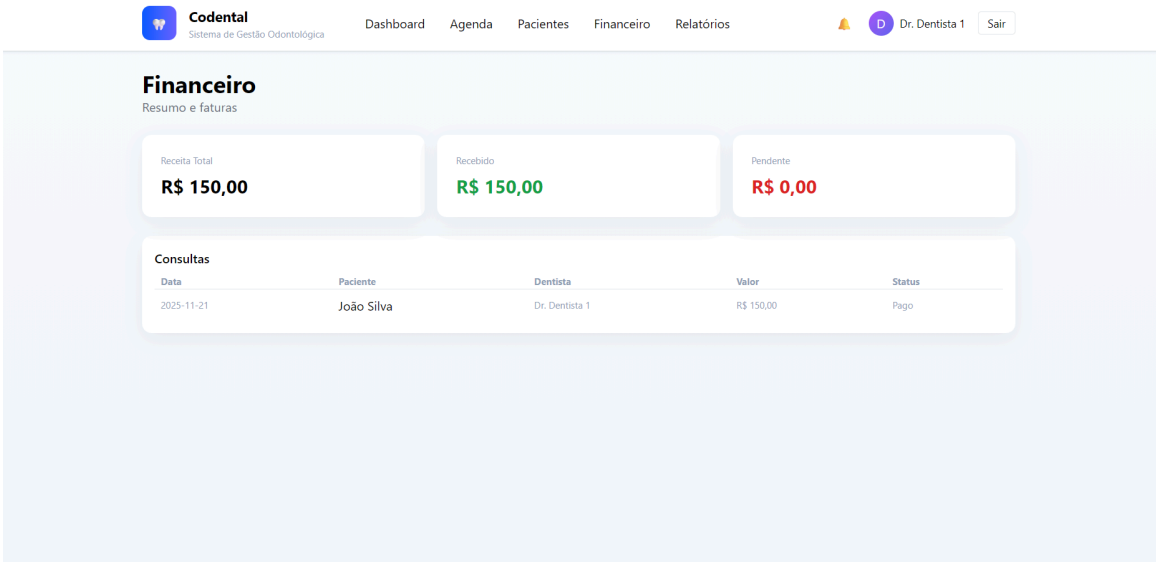 Codental
Sistema de Gestão Odontológica
Dashboard Agenda Pacientes Financeiro Relatórios
D Dr. Dentista 1 Sair
Financeiro
Resumo e faturas
Receita Total
R$ 150,00
Recebido
R$ 150,00
Pendente
R$ 0,00
Consultas
Data Paciente Dentista Valor Status
2025-11-21 João Silva Dr. Dentista 1 R$ 150,00 Pago